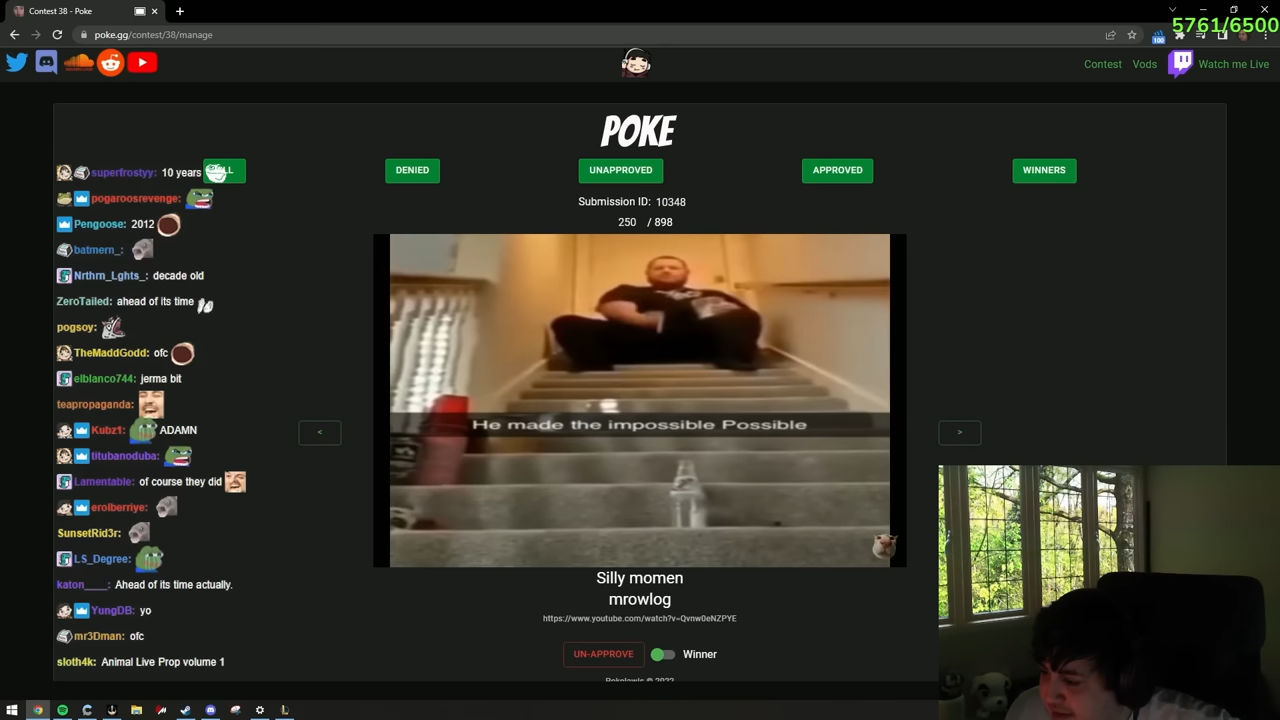 Contest 38 - Poke
5761/6500
poke.gg/contest/38/manage
100
Contest
Vods
Watch me Live
POKE
DENIED
UNAPPROVED
APPROVED
WINNERS
Submission ID: 10348
250 / 898
superfrostyy: 10 years
pogaroosrevenge:
Pengoose: 2012
batmern_:
Nrthrn_Lghts_: decade old
ZeroTailed: ahead of its time
pogsoy:
TheMaddGodd: ofc
elblanco744: jerma bit
teapropaganda:
Kubz1: ADAMN
titubanoduba:
Lamentable: of course they did
erolberriye:
SunsetRid3r:
LS_Degree:
katon____: Ahead of its time actually.
YungDB: yo
mr3Dman: ofc
sloth4k: Animal Live Prop volume 1
<
>
He made the impossible Possible
Silly momen
mrowlog
https://www.youtube.com/watch?v=Qvnw0eNZPYE
UN-APPROVE
Winner